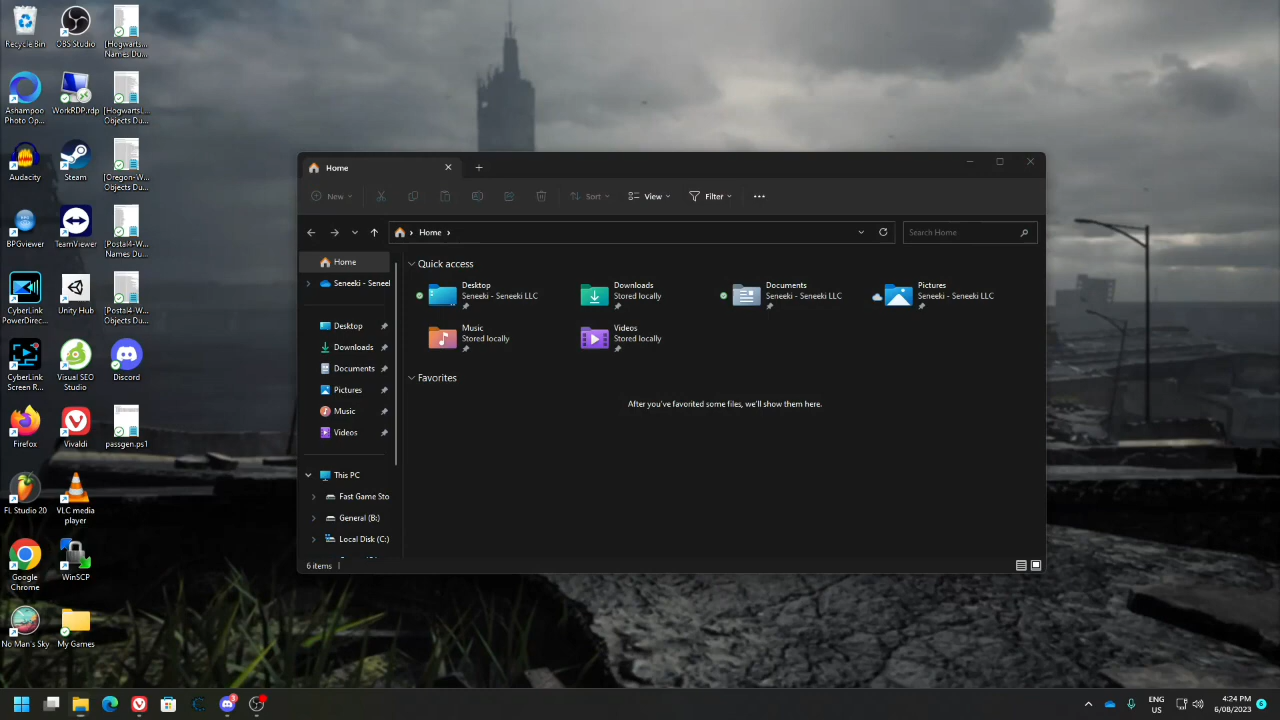 Recycle Bin
OBS Studio
[Hogwarts...
Names Du...
Ashampoo
Photo Op...
WorkRDP.rdp
[Hogwarts...
Objects Du...
Audacity
Steam
[Oregon-W...
Objects Du...
BPGviewer
TeamViewer
[Postal4-W...
Names Du...
CyberLink
PowerDirec...
Unity Hub
[Postal4-W...
Objects Du...
CyberLink
Screen R...
Visual SEO
Studio
Discord
Firefox
Vivaldi
passgen.ps1
FL Studio 20
VLC media
player
Google
Chrome
WinSCP
No Man's Sky
My Games
Home
New
Sort
View
Filter
Home
Search Home
Home
Seneeki - Seneel
Desktop
Downloads
Documents
Pictures
Music
Videos
This PC
Fast Game Sto
General (B:)
Local Disk (C:)
Quick access
Desktop
Seneeki - Seneeki LLC
Downloads
Stored locally
Documents
Seneeki - Seneeki LLC
Pictures
Seneeki - Seneeki LLC
Music
Stored locally
Videos
Stored locally
Favorites
After you've favorited some files, we'll show them here.
6 items
3
ENG
US
4:24 PM
6/08/2023
6